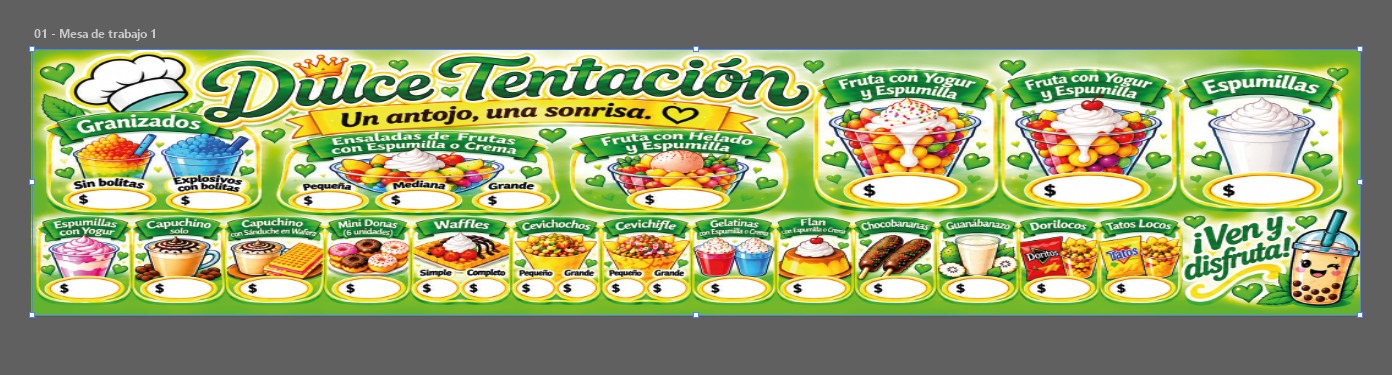 01 - Mesa de trabajo 1
Dulce Tentación
Un antojo, una sonrisa.
Granizados
Sin bolitas
Explosivos
con bolitas
$
$
Ensaladas de Frutas
con Espumilla o Crema
Pequeña
Mediana
Grande
$
$
$
Fruta con Helado
y Espumilla
$
Fruta con Yogur
y Espumilla
$
Fruta con Yogur
y Espumilla
$
Espumillas
$
Espumillas
con Yogur
$
Capuchino
solo
$
Capuchino
con Sánduche en Wafera
$
Mini Donas
(6 unidades)
$
Waffles
Simple
Completo
$
$
Cevichochos
Pequeño
Grande
$
$
Cevichifle
Pequeño
Grande
$
$
Gelatinas
con Espumilla o Crema
$
Flan
con Espumilla o Crema
$
Chocobananas
$
Guanábanazo
$
Dorilocos
Doritos
$
Tatos Locos
Tatos
$
¡Ven y
disfruta!